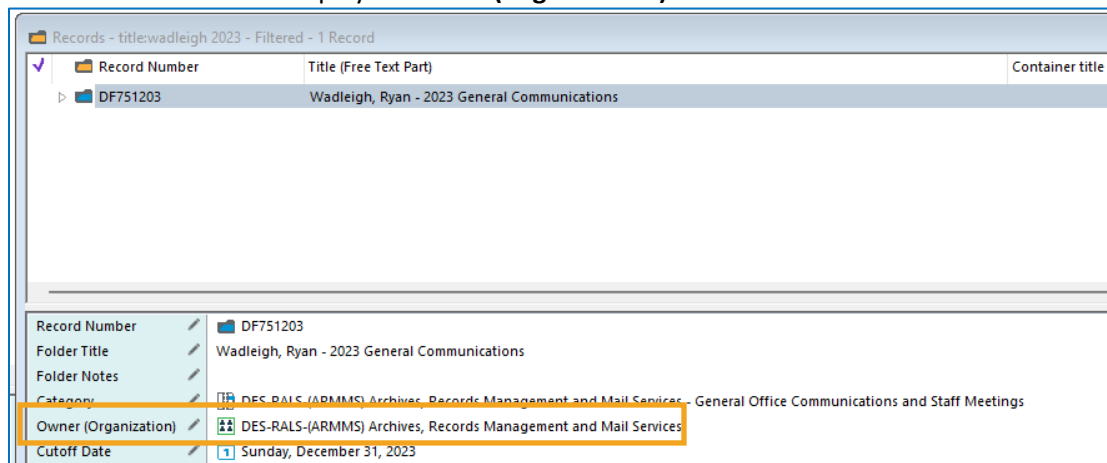 Records - title:wadleigh 2023 - Filtered - 1 Record
Record Number Title (Free Text Part) Container title
DF751203 Wadleigh, Ryan - 2023 General Communications
Record Number DF751203
Folder Title Wadleigh, Ryan - 2023 General Communications
Folder Notes
Category DES-RALS-(ARMMS) Archives, Records Management and Mail Services - General Office Communications and Staff Meetings
Owner (Organization) DES-RALS-(ARMMS) Archives, Records Management and Mail Services
Cutoff Date 1 Sunday, December 31, 2023